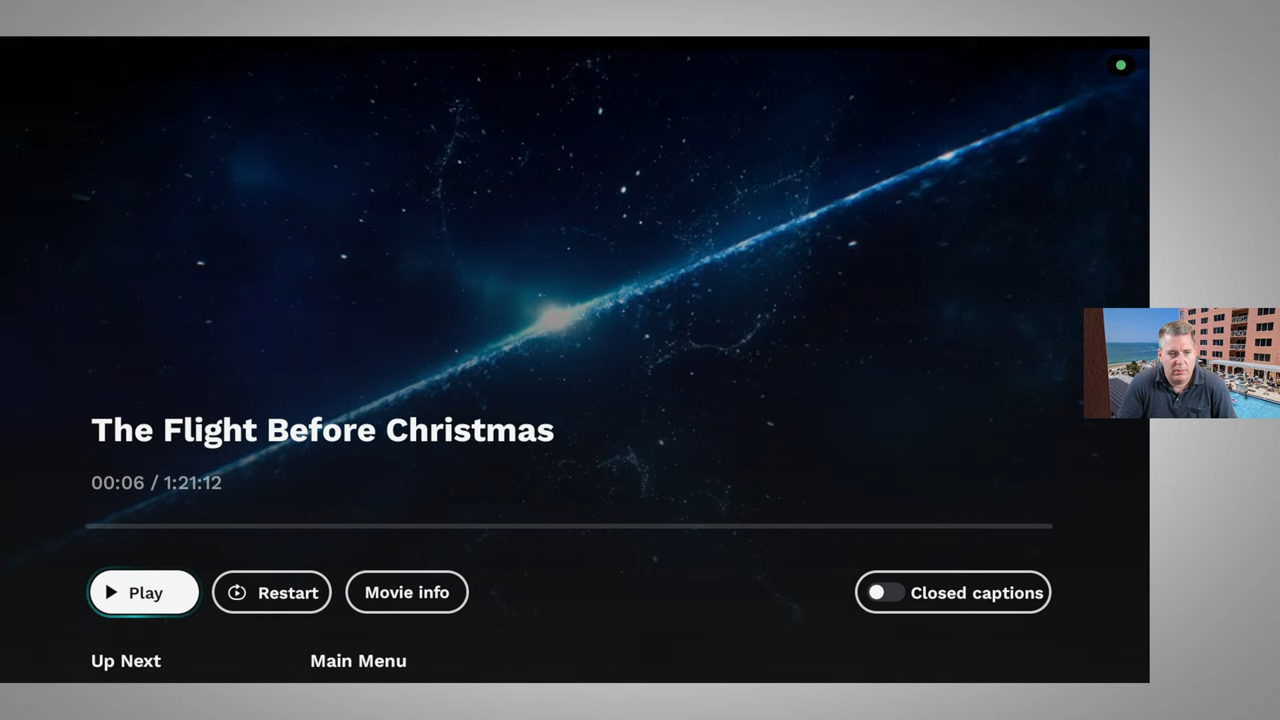 The Flight Before Christmas
00:06 / 1:21:12
Play
Restart
Movie info
Closed captions
Up Next
Main Menu